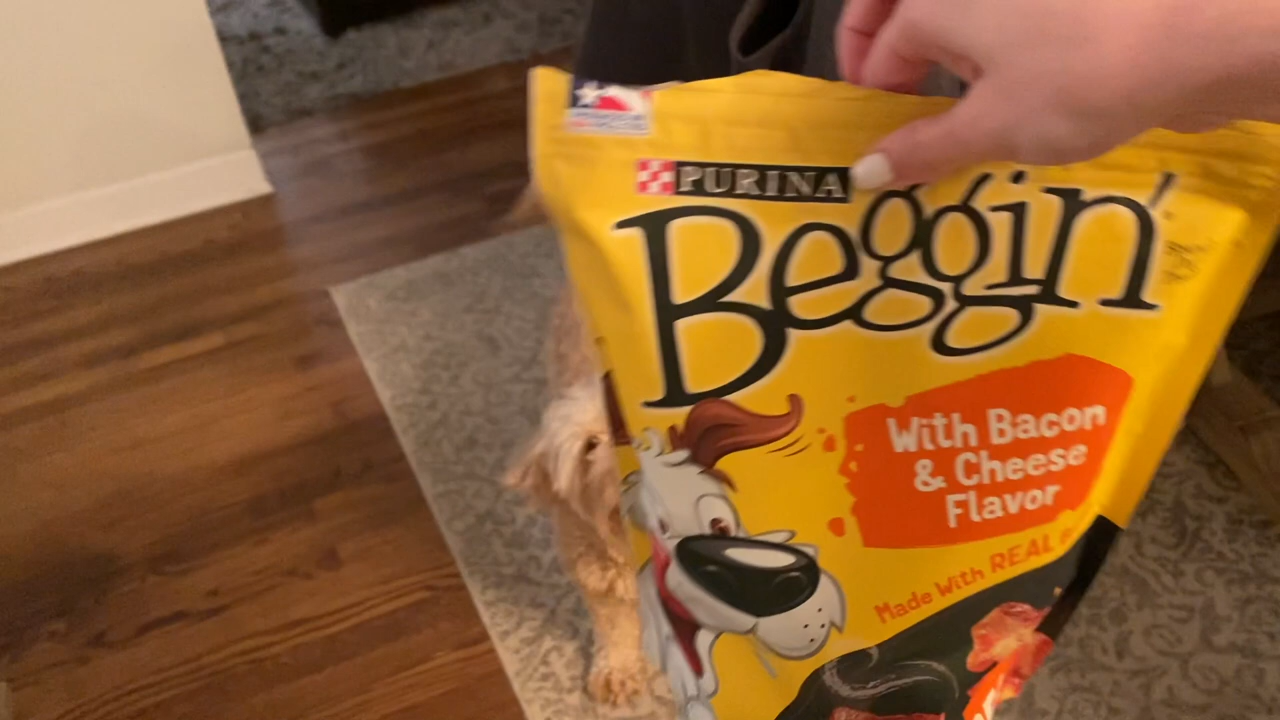 PURINA
Beggin'
With Bacon
& Cheese
Flavor
Made With REAL